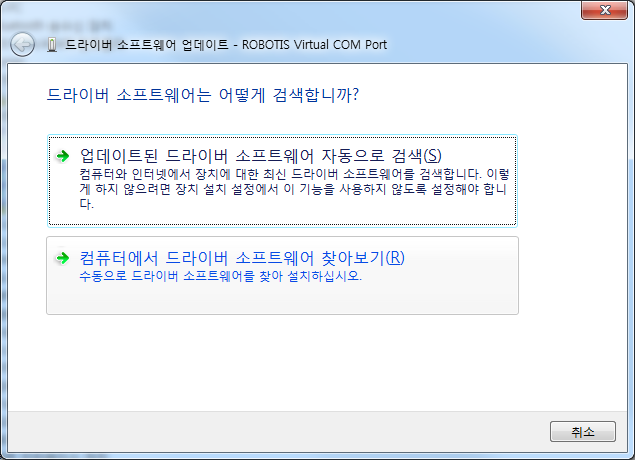 드라이버 소프트웨어 업데이트 - ROBOTIS Virtual COM Port
드라이버 소프트웨어는 어떻게 검색합니까?
업데이트된 드라이버 소프트웨어 자동으로 검색(S)
컴퓨터와 인터넷에서 장치에 대한 최신 드라이버 소프트웨어를 검색합니다. 이렇
게 하지 않으려면 장치 설치 설정에서 이 기능을 사용하지 않도록 설정해야 합니
다.
컴퓨터에서 드라이버 소프트웨어 찾아보기(R)
수동으로 드라이버 소프트웨어를 찾아 설치하십시오.
취소